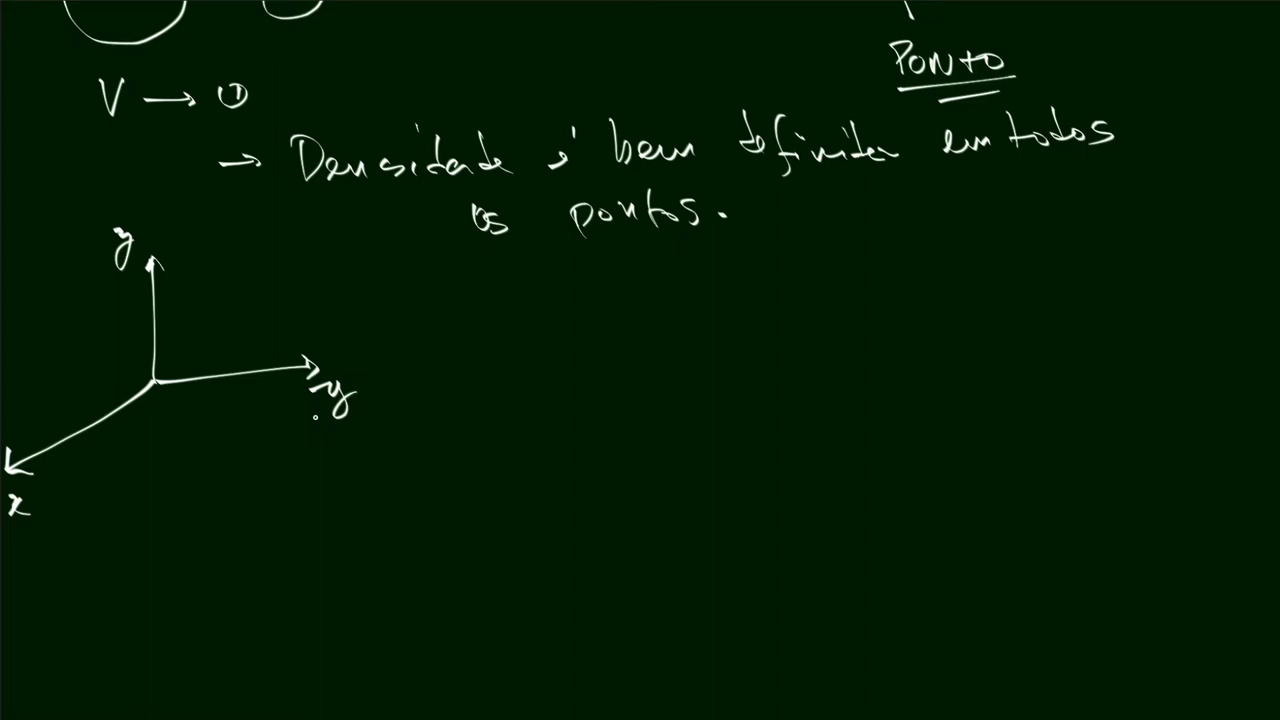 Ponto
V → 0
→ Densidade é bem definida em todos
os pontos.
y
y
x